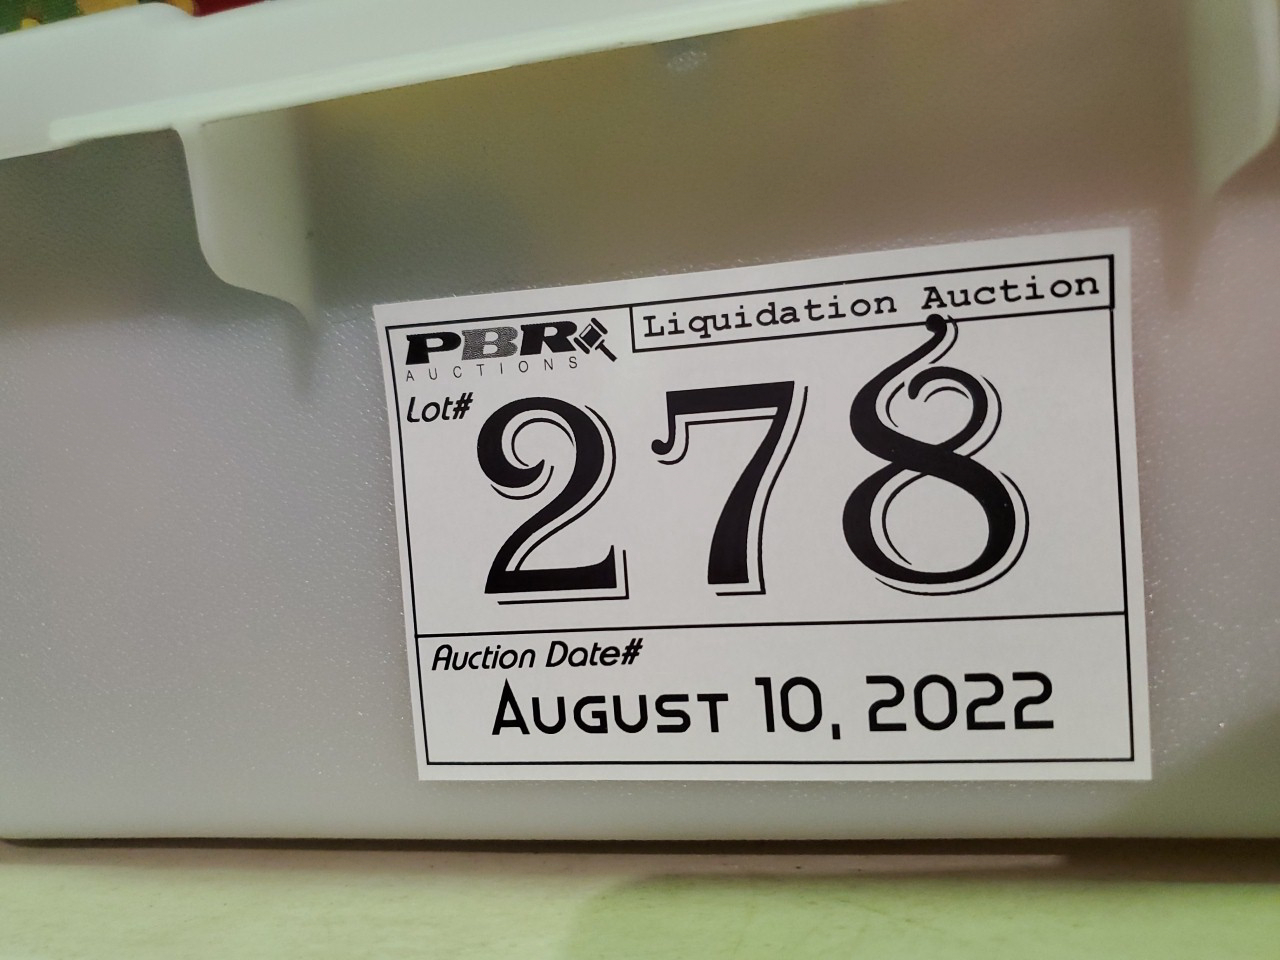 PBR
AUCTIONS
Liquidation Auction
Lot#
278
Auction Date#
August 10, 2022